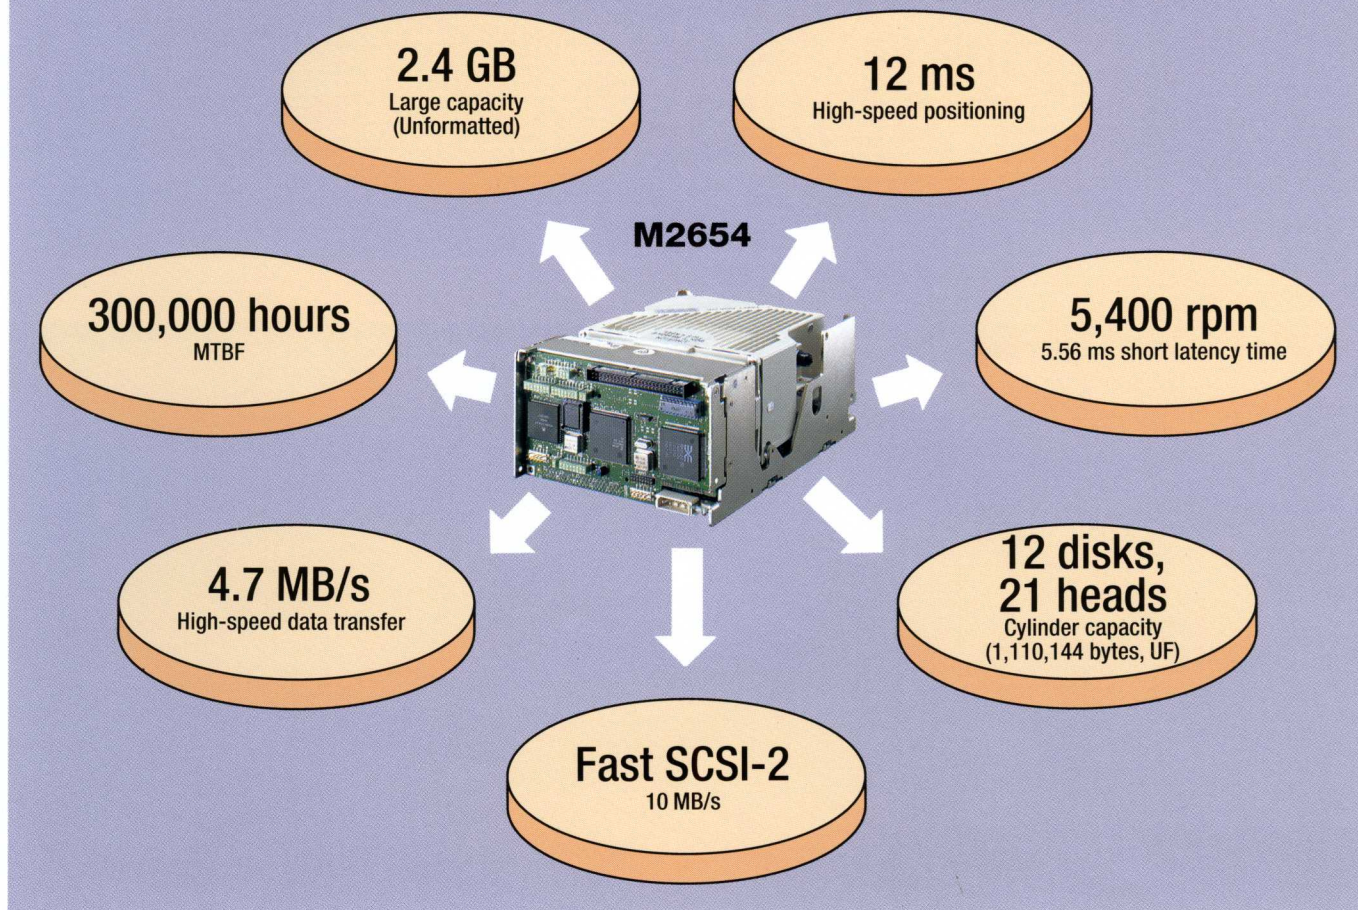 2.4 GB
Large capacity
(Unformatted)
12 ms
High-speed positioning
M2654
300,000 hours
MTBF
5,400 rpm
5.56 ms short latency time
4.7 MB/s
High-speed data transfer
12 disks,
21 heads
Cylinder capacity
(1,110,144 bytes, UF)
Fast SCSI-2
10 MB/s